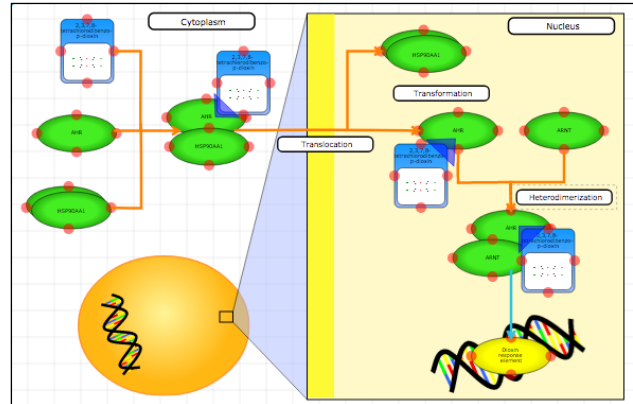 Cytoplasm
Nucleus
2,3,7,8-
tetrachlorodibenzo-
p-dioxin
HSP90AA1
2,3,7,8-
tetrachlorodibenzo-
p-dioxin
AHR
HSP90AA1
AHR
Transformation
AHR
ARNT
Translocation
2,3,7,8-
tetrachlorodibenzo-
p-dioxin
HSP90AA1
Heterodimerization
AHR
ARNT
2,3,7,8-
tetrachlorodibenzo-
p-dioxin
Dioxin
response
element